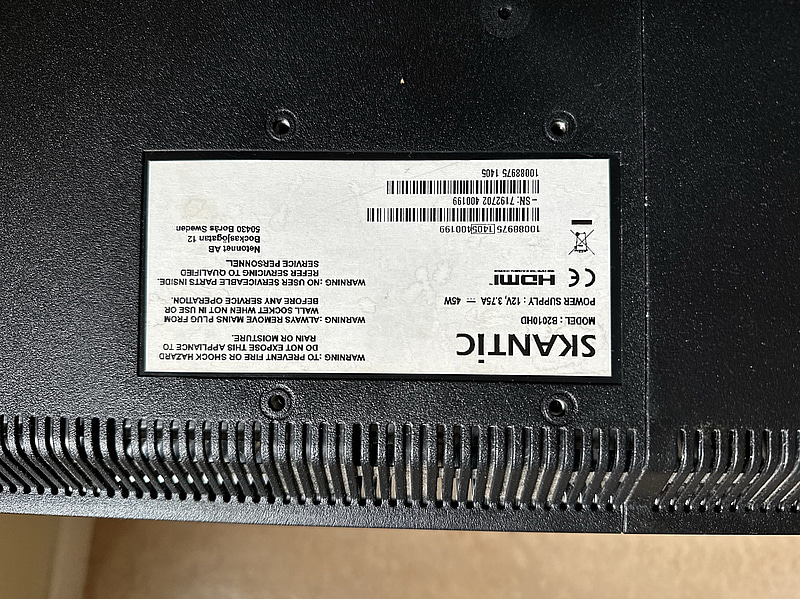 SKANTiC
MODEL : B2010HD
POWER SUPPLY : 12V, 3.75A 45W
CE HDMI™
10088975 1405 100199
–SN: 7192702 400199
10088975 1405
WARNING: TO PREVENT FIRE OR SHOCK HAZARD
DO NOT EXPOSE THIS APPLIANCE TO
RAIN OR MOISTURE.
WARNING: ALWAYS REMOVE MAINS PLUG FROM
WALL SOCKET WHEN NOT IN USE OR
BEFORE ANY SERVICE OPERATION.
WARNING: NO USER SERVICEABLE PARTS INSIDE.
REFER SERVICING TO QUALIFIED
SERVICE PERSONNEL.
Netonnet AB
Bockasjögatan 12
50430 Borås Sweden